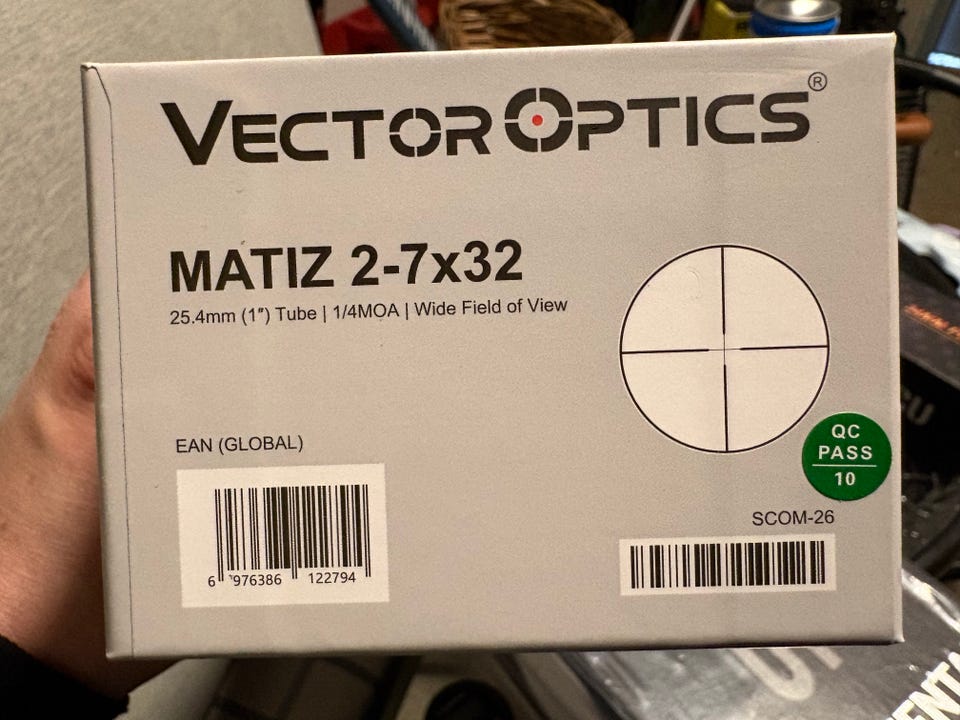 VECTOR OPTICS®
MATIZ 2-7x32
25.4mm (1") Tube | 1/4MOA | Wide Field of View
QC
PASS
10
EAN (GLOBAL)
6 976386 122794
SCOM-26